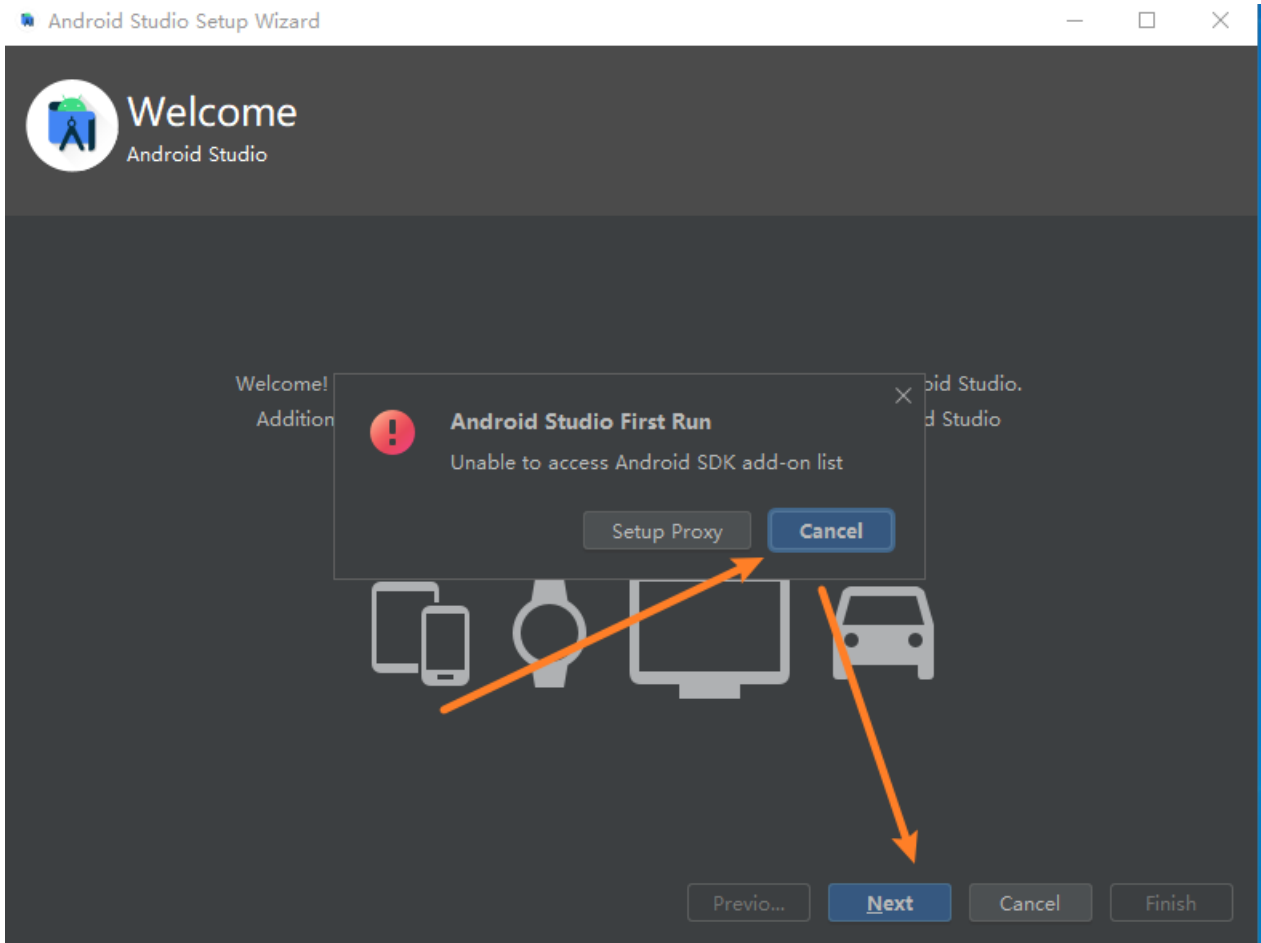 Android Studio Setup Wizard
Welcome
Android Studio
Welcome! oid Studio.
Addition d Studio
Android Studio First Run
Unable to access Android SDK add-on list
Setup Proxy Cancel
Previo... Next Cancel Finish